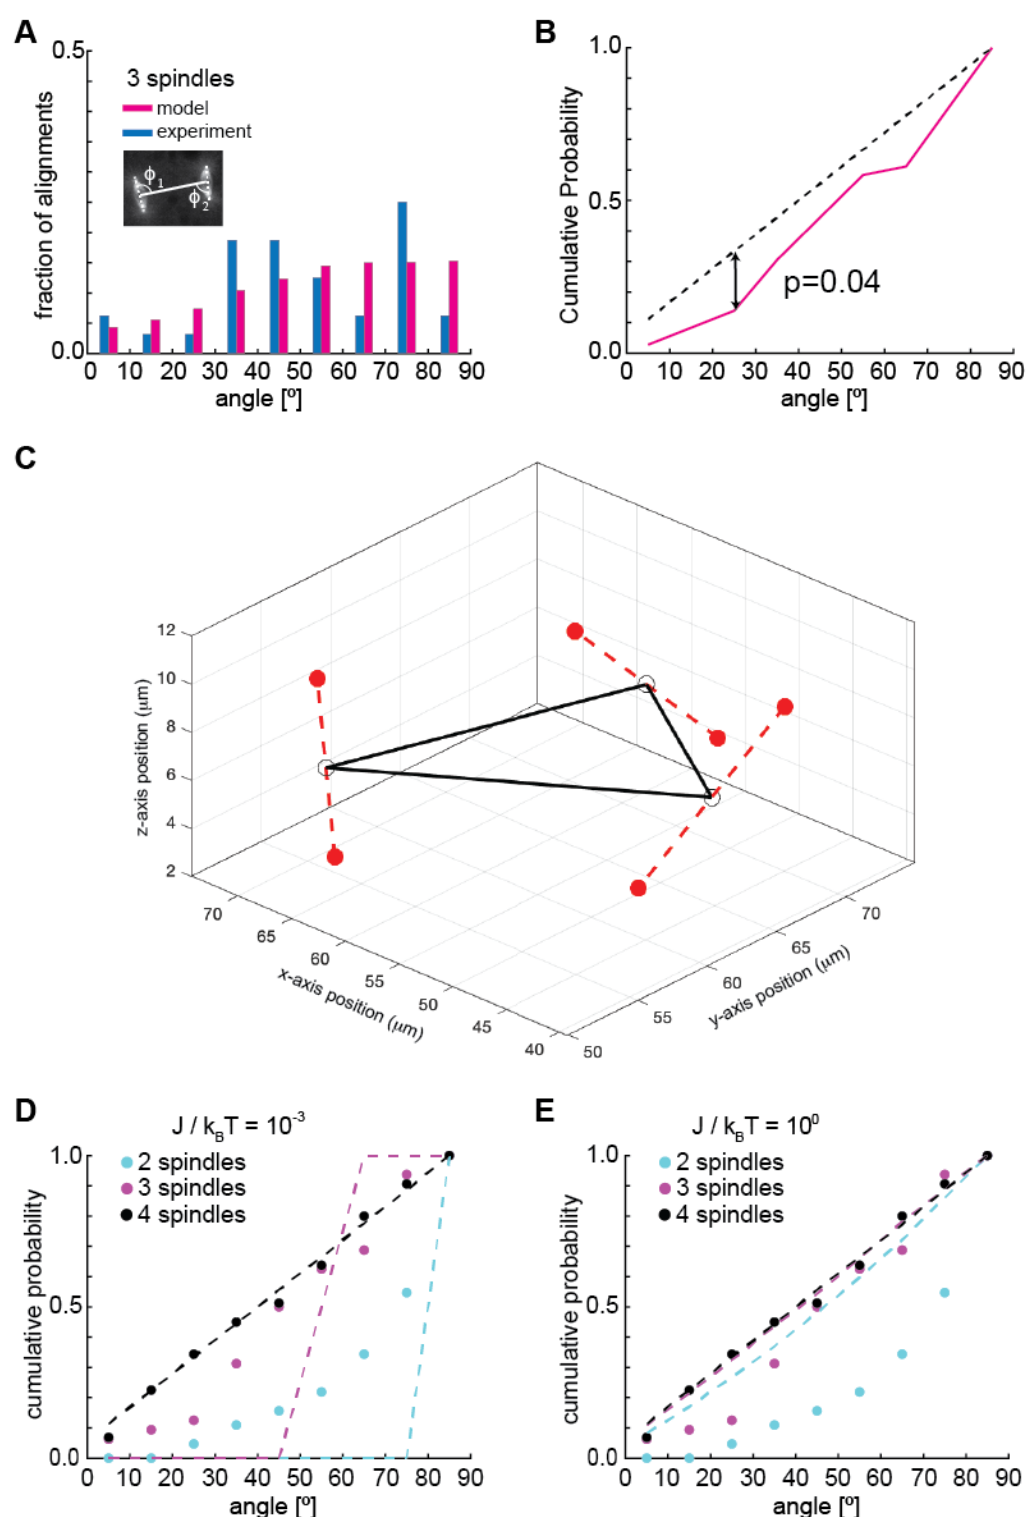 A
0.5
3 spindles
model
experiment
ϕ1
ϕ2
fraction of alignments
0.0
0 10 20 30 40 50 60 70 80 90
angle [º]
B
1.0
Cumulative Probability
0.5
p=0.04
0.0
0 10 20 30 40 50 60 70 80 90
angle [º]
C
12
10
8
6
4
2
z-axis position (μm)
70
65
60
55
50
45
40
x-axis position (μm)
50
55
60
65
70
y-axis position (μm)
D
J / kBT = 10-3
1.0
2 spindles
3 spindles
4 spindles
cumulative probability
0.5
0.0
0 10 20 30 40 50 60 70 80 90
angle [º]
E
J / kBT = 100
1.0
2 spindles
3 spindles
4 spindles
cumulative probability
0.5
0.0
0 10 20 30 40 50 60 70 80 90
angle [º]